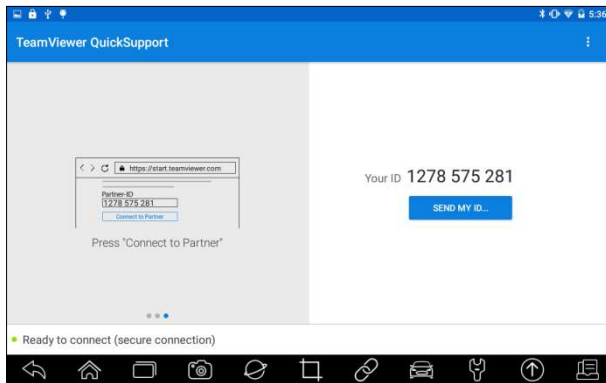 5:36
TeamViewer QuickSupport
https://start.teamviewer.com
Partner-ID
1278 575 281
Connect to Partner
Press "Connect to Partner"
Your ID 1278 575 281
SEND MY ID...
Ready to connect (secure connection)